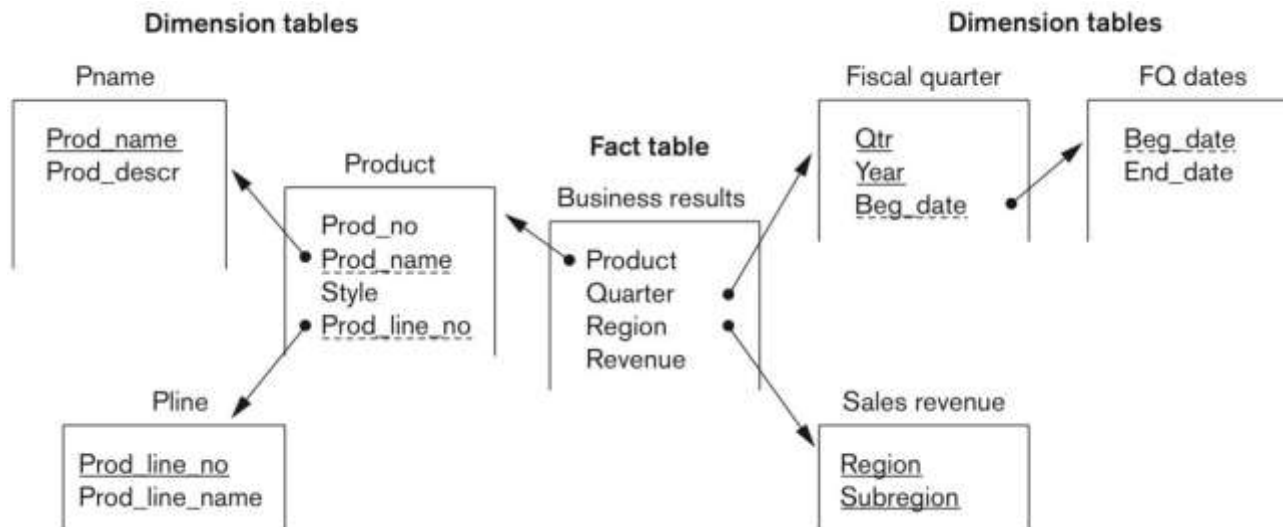 Dimension tables
Dimension tables
Pname
Prod_name
Prod_descr
Product
Prod_no
Prod_name
Style
Prod_line_no
Pline
Prod_line_no
Prod_line_name
Fact table
Business results
Product
Quarter
Region
Revenue
Fiscal quarter
Qtr
Year
Beg_date
FQ dates
Beg_date
End_date
Sales revenue
Region
Subregion